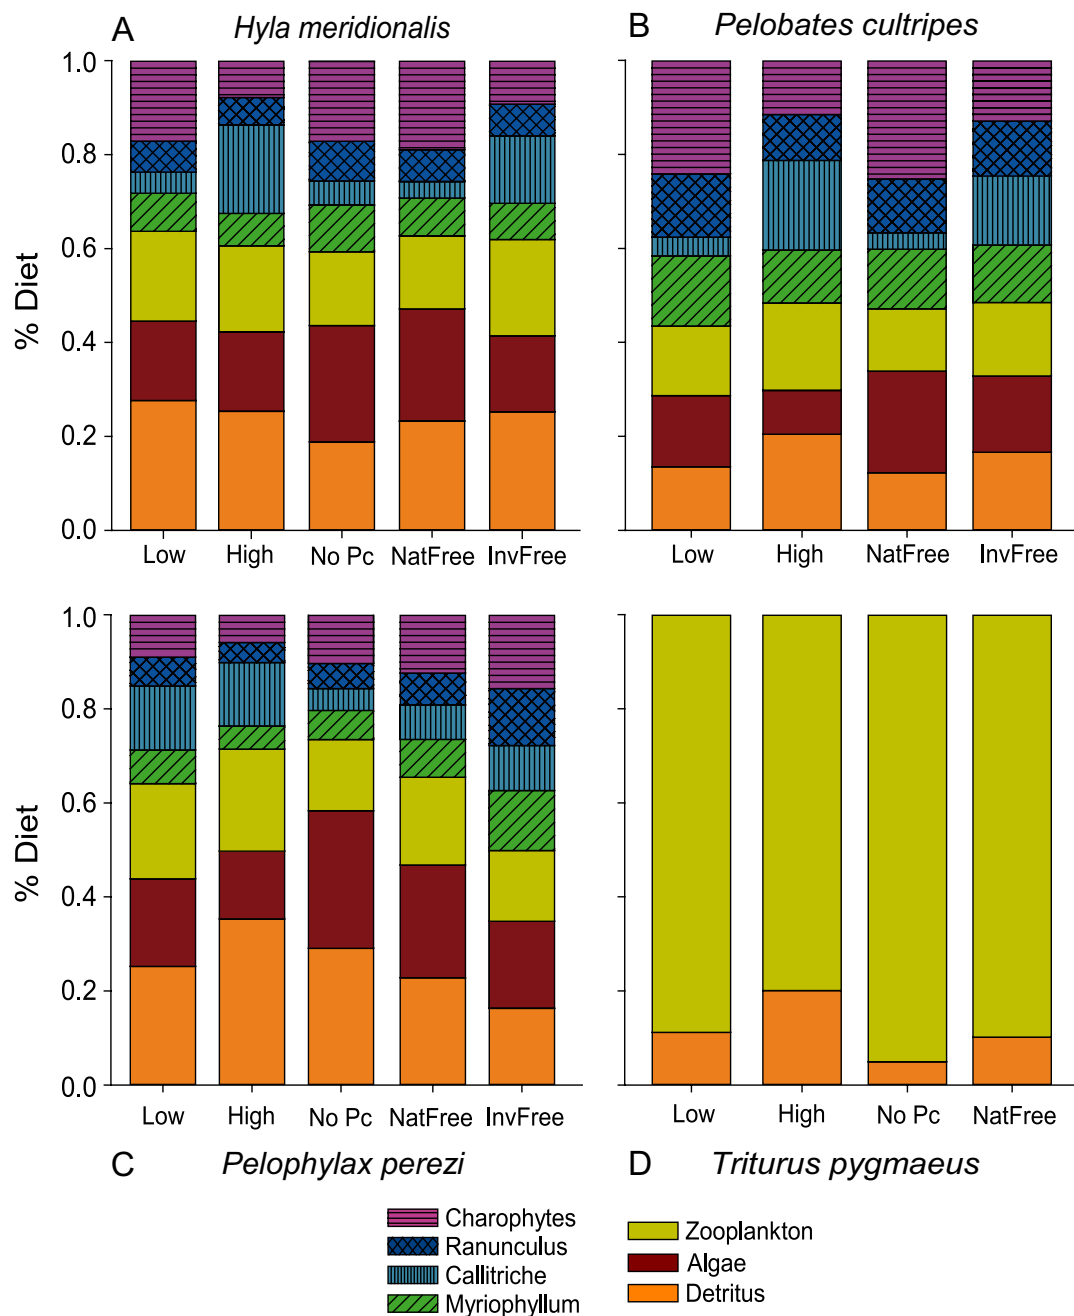 A Hyla meridionalis
B Pelobates cultripes
% Diet
1.0
0.8
0.6
0.4
0.2
0.0
Low High No Pc NatFree InvFree
Low High NatFree InvFree
% Diet
1.0
0.8
0.6
0.4
0.2
0.0
Low High No Pc NatFree InvFree
Low High No Pc NatFree
C Pelophylax perezi
D Triturus pygmaeus
Charophytes
Ranunculus
Callitriche
Myriophyllum
Zooplankton
Algae
Detritus